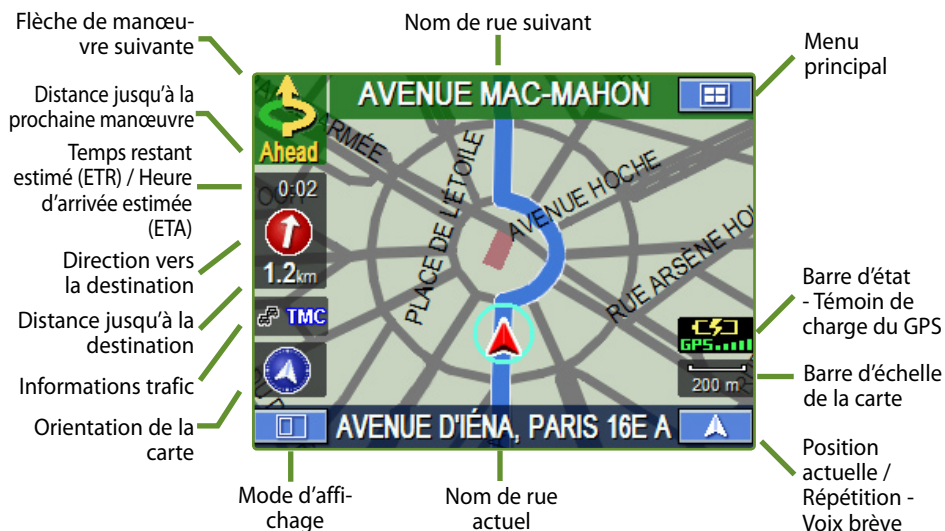 Flèche de manœu-
vre suivante
Nom de rue suivant
Menu
principal
Distance jusqu'à la
prochaine manœuvre
Temps restant
estimé (ETR) / Heure
d'arrivée estimée
(ETA)
Direction vers
la destination
Distance jusqu'à la
destination
Informations trafic
Orientation de la
carte
AVENUE MAC-MAHON
Ahead
ARMÉE
0:02
1.2km
TMC
PLACE DE L'ÉTOILE
AVENUE HOCHE
RUE ARSÈNE HO
GPS
200 m
AVENUE D'IÉNA, PARIS 16E A
Barre d'état
- Témoin de
charge du GPS
Barre d'échelle
de la carte
Position
actuelle /
Répétition -
Voix brève
Mode d'affi-
chage
Nom de rue
actuel